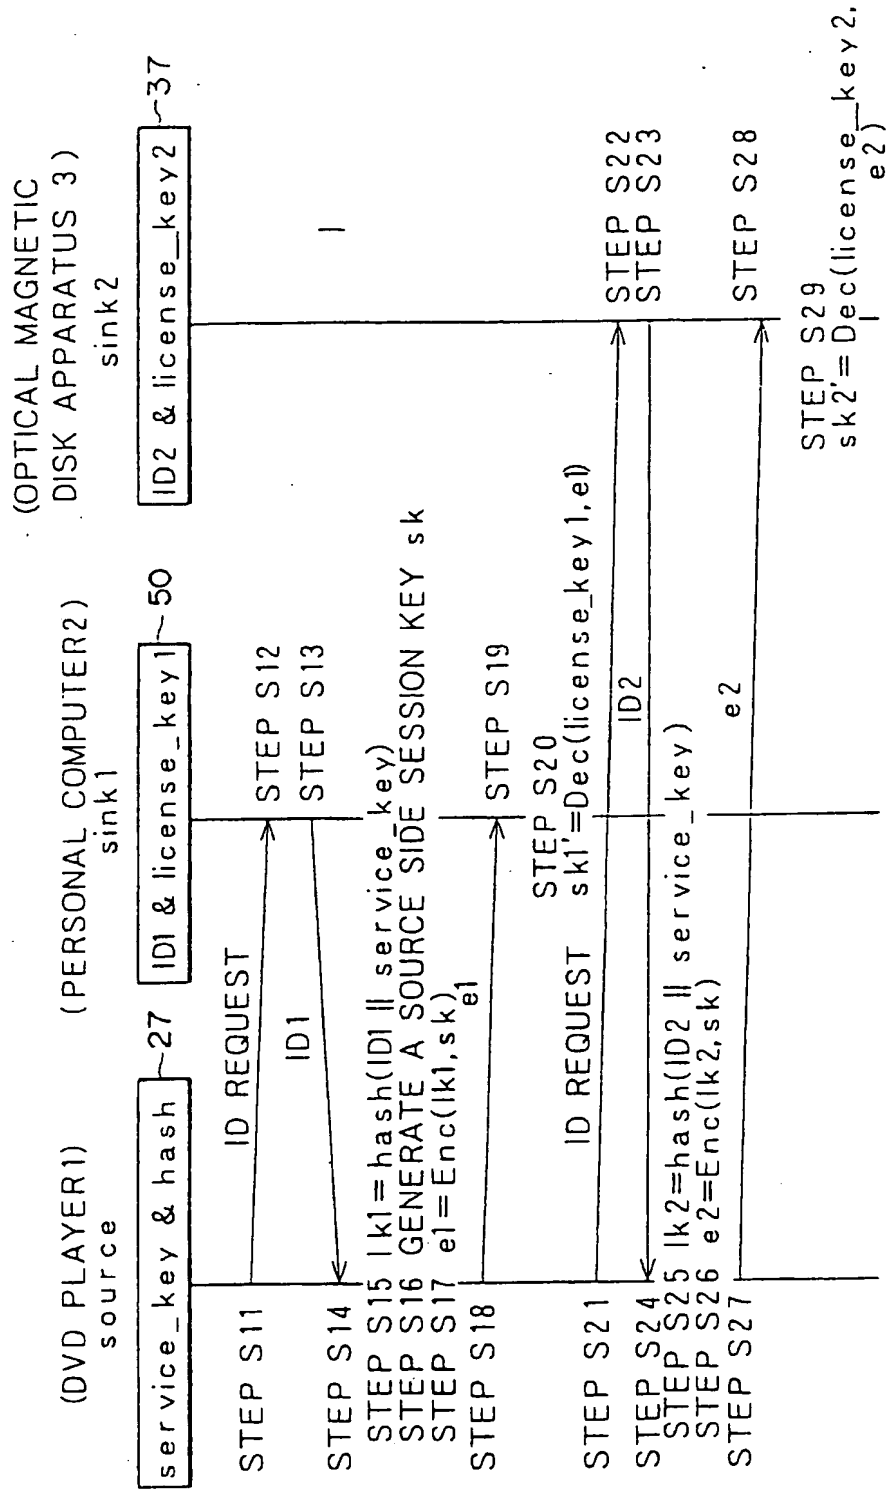 (DVD PLAYER1)
source
service_key & hash
27
(PERSONAL COMPUTER2)
sink1
ID1 & license_key1
50
(OPTICAL MAGNETIC
DISK APPARATUS 3)
sink2
ID2 & license_key2
37
STEP S11
ID REQUEST
STEP S12
STEP S13
ID1
STEP S14
STEP S15 lk1=hash(ID1 || service_key)
STEP S16 GENERATE A SOURCE SIDE SESSION KEY sk
STEP S17 e1=Enc(lk1,sk)
e1
STEP S18
STEP S19
STEP S20
sk1'=Dec(license_key1,e1)
STEP S21
ID REQUEST
STEP S22
STEP S23
ID2
STEP S24
STEP S25 lk2=hash(ID2 || service_key)
STEP S26 e2=Enc(lk2,sk)
STEP S27
e2
STEP S28
STEP S29
sk2'=Dec(license_key2,
e2)